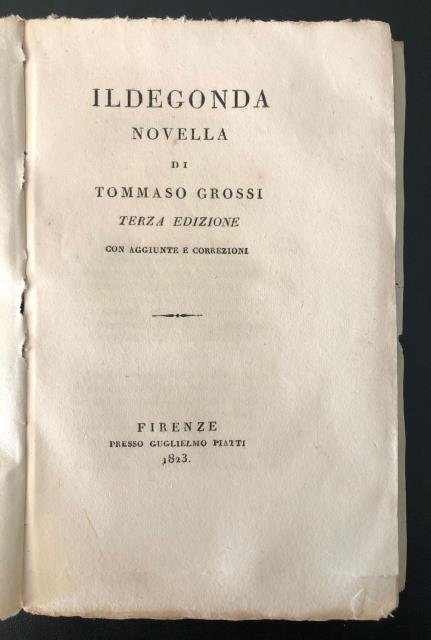 ILDEGONDA
NOVELLA
DI
TOMMASO GROSSI
TERZA EDIZIONE
CON AGGIUNTE E CORREZIONI
FIRENZE
PRESSO GUGLIELMO PIATTI
1823.